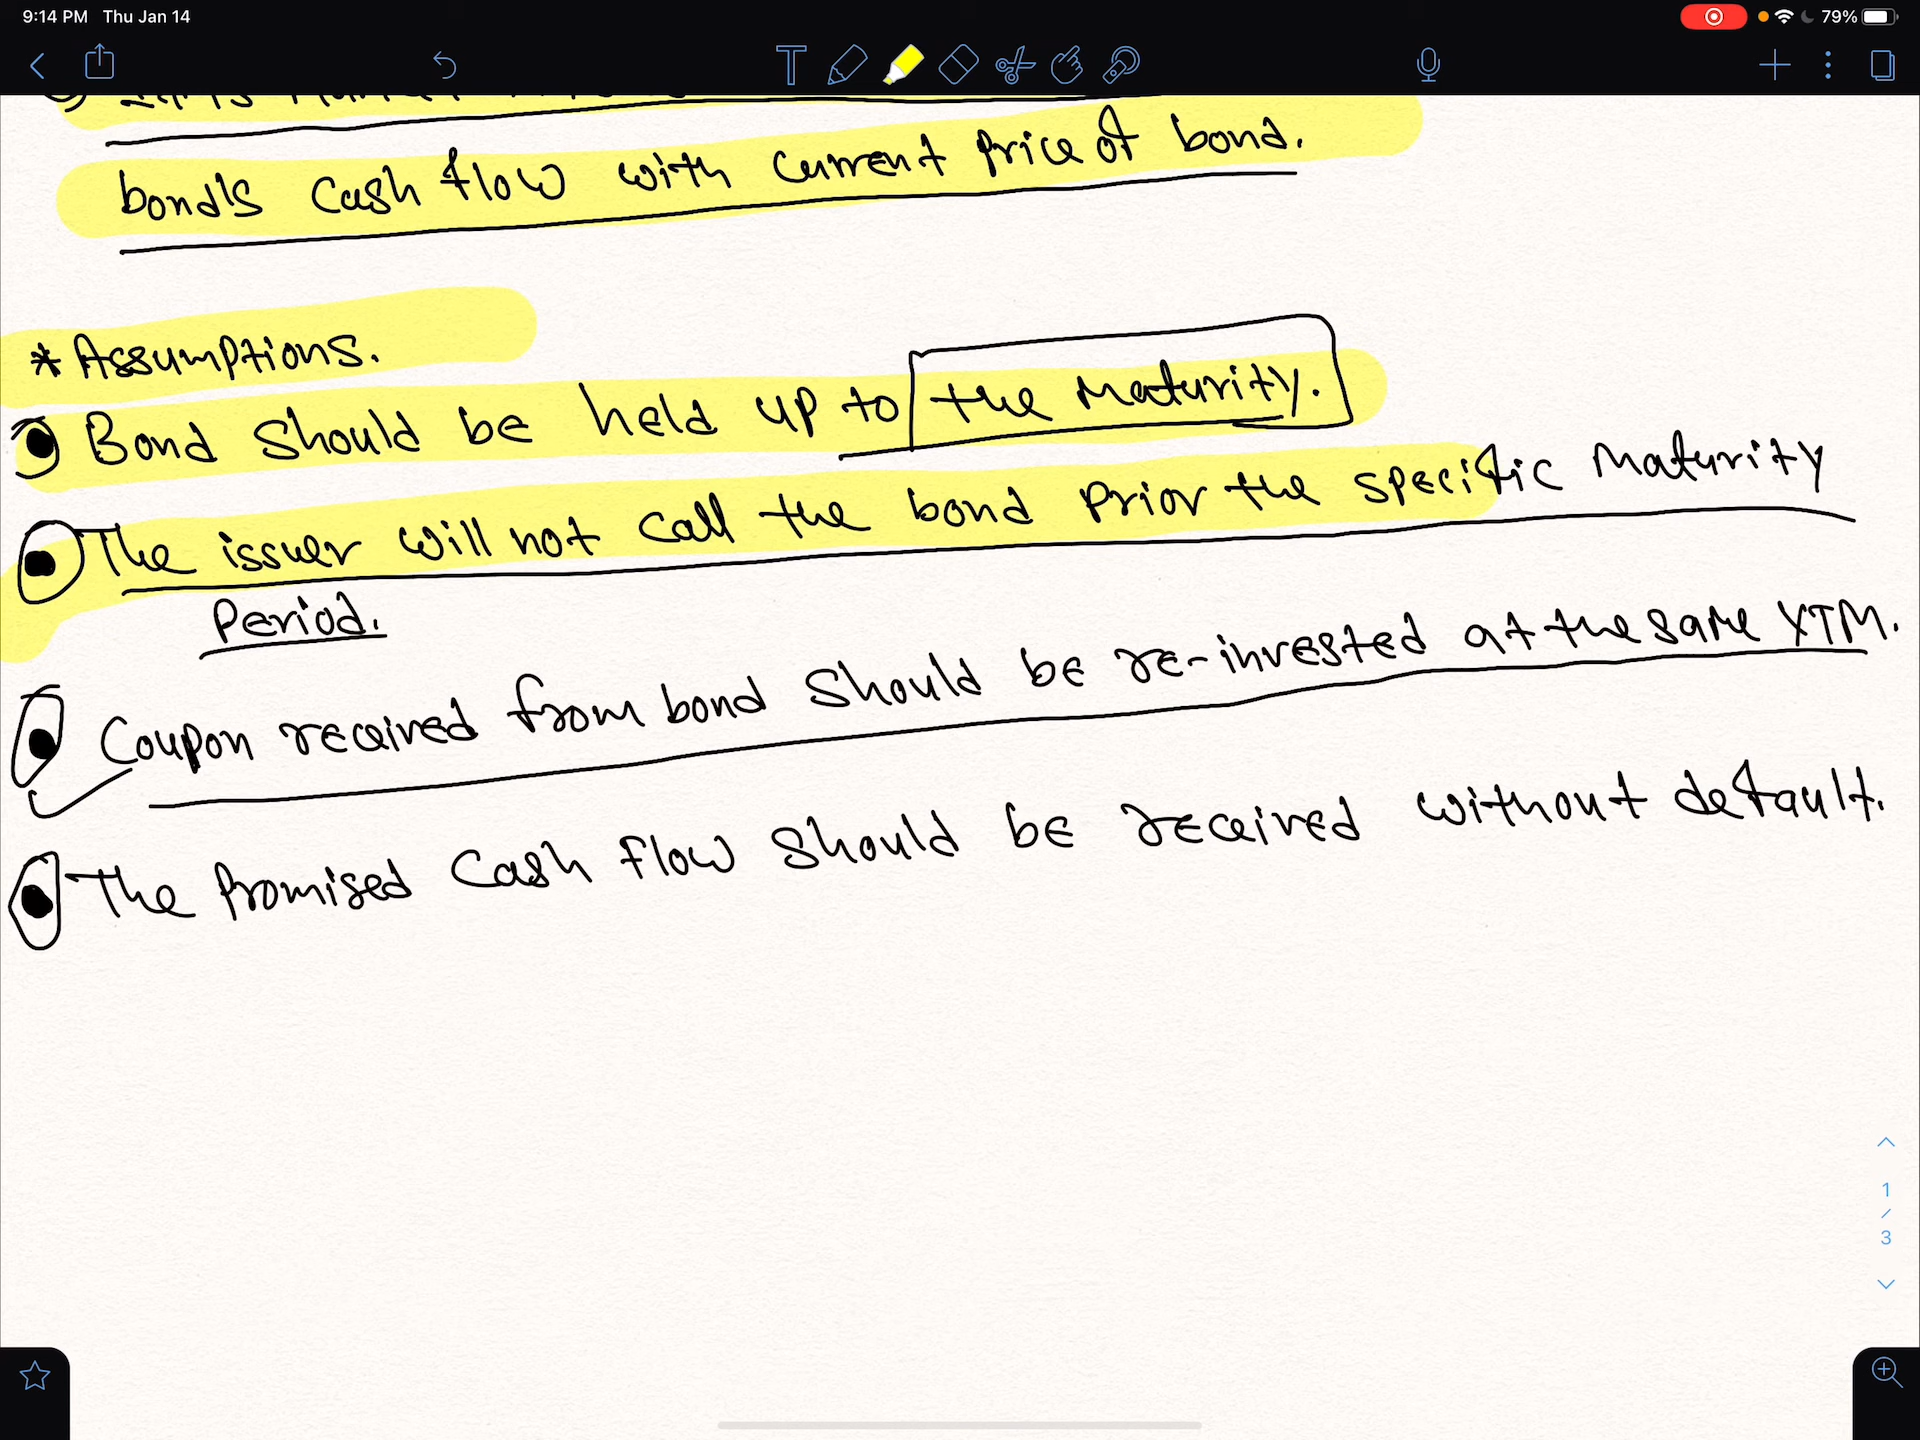 9:14 PM Thu Jan 14
79%
bond's cash flow with current price of bond.
* Assumptions.
Bond should be held up to the maturity.
The issuer will not call the bond prior the specific maturity
period.
Coupon received from bond should be re-invested at the same YTM.
The promised cash flow should be received without default.
1
/
3